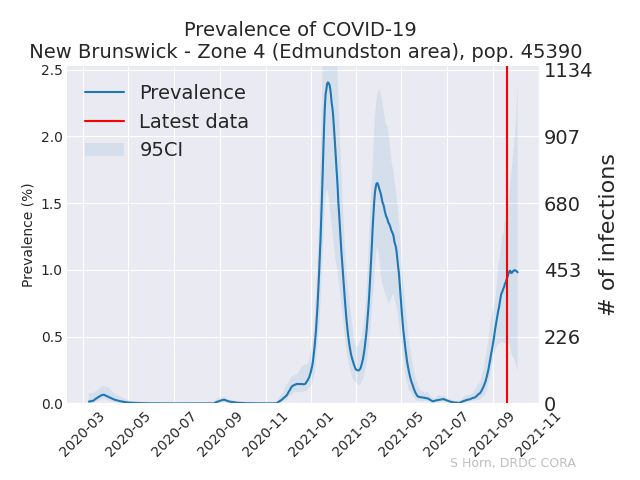 Prevalence of COVID-19
New Brunswick - Zone 4 (Edmundston area), pop. 45390
2.5
2.0
1.5
1.0
0.5
0.0
Prevalence (%)
Prevalence
Latest data
95CI
1134
907
680
453
226
0
# of infections
2020-03
2020-05
2020-07
2020-09
2020-11
2021-01
2021-03
2021-05
2021-07
2021-09
2021-11
S Horn, DRDC CORA